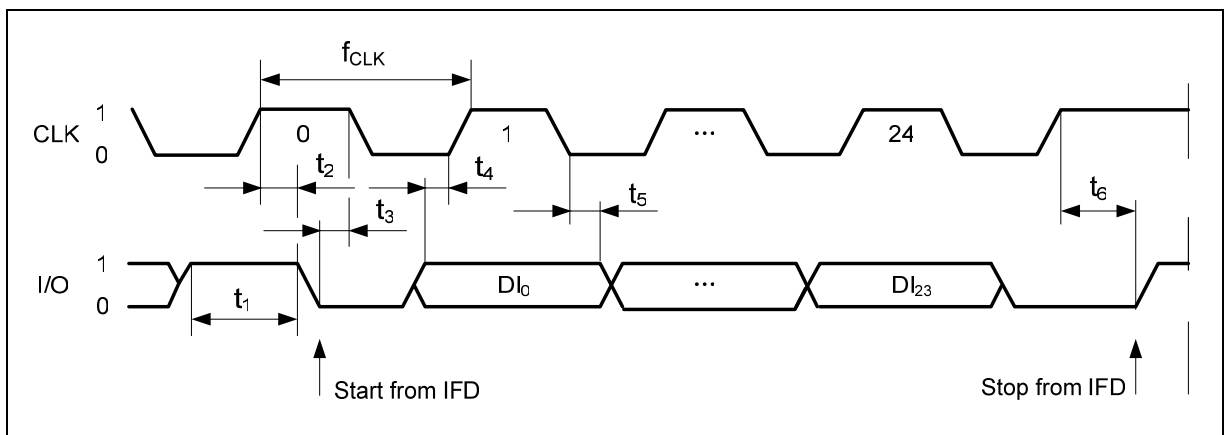 fCLK
CLK 1 0 0 1 ... 24
t2 t4
t3 t5 t6
I/O 1 0 DI0 ... DI23
t1
Start from IFD
Stop from IFD